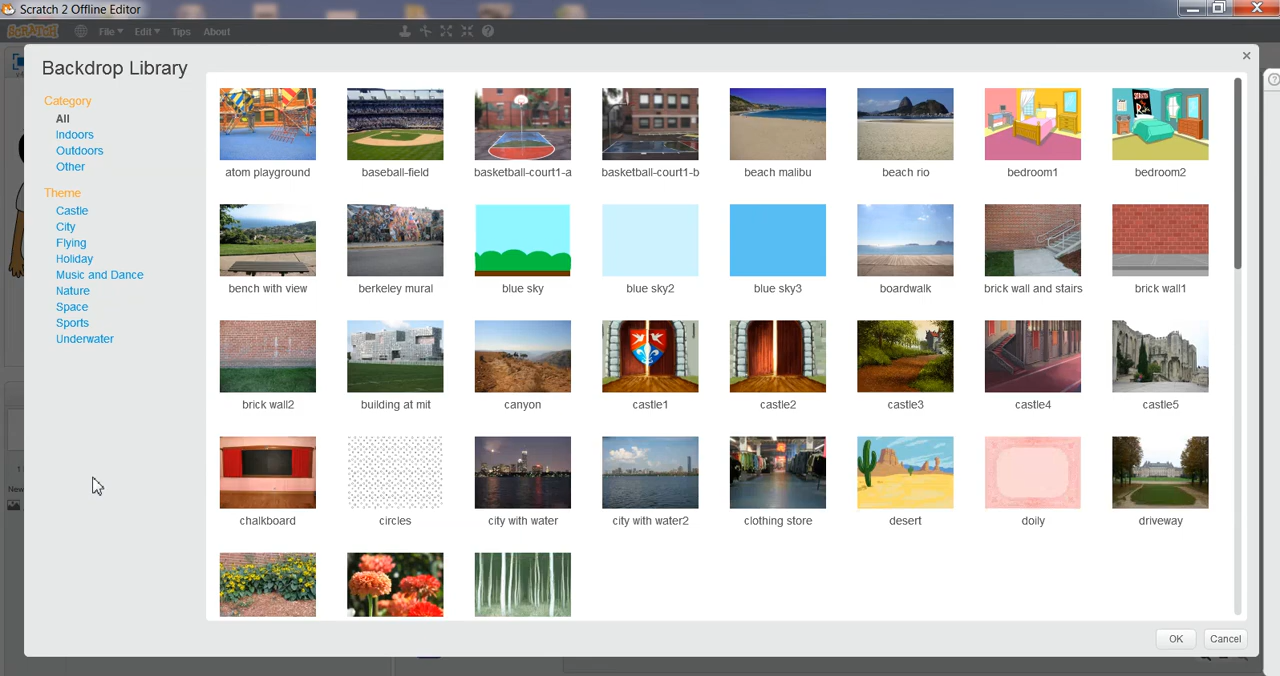 Scratch 2 Offline Editor
SCRATCH File Edit Tips About
Backdrop Library
Category
All
Indoors
Outdoors
Other
Theme
Castle
City
Flying
Holiday
Music and Dance
Nature
Space
Sports
Underwater
atom playground baseball-field basketball-court1-a basketball-court1-b beach malibu beach rio bedroom1 bedroom2
bench with view berkeley mural blue sky blue sky2 blue sky3 boardwalk brick wall and stairs brick wall1
brick wall2 building at mit canyon castle1 castle2 castle3 castle4 castle5
chalkboard circles city with water city with water2 clothing store desert doily driveway
OK Cancel